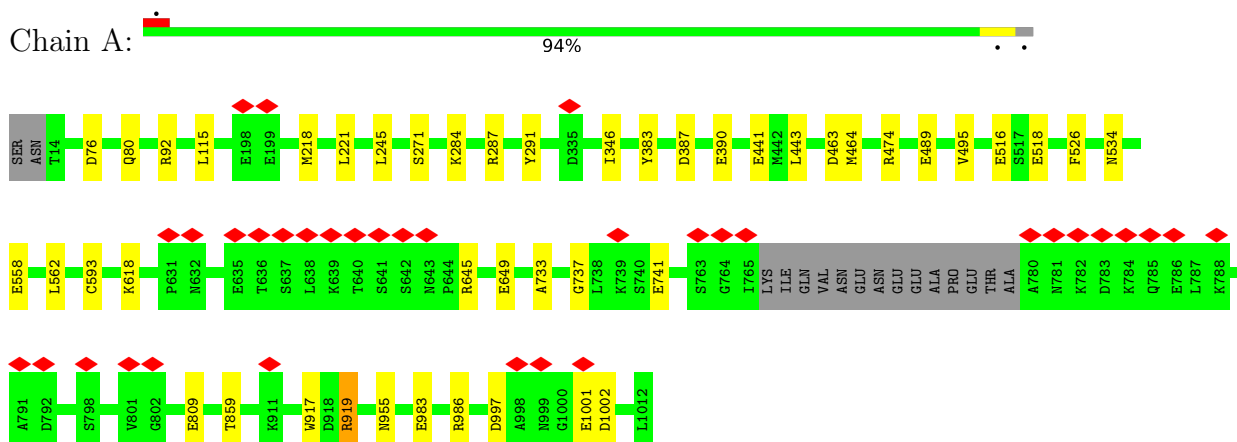 Chain A:
94%
SER ASN T14 D76 Q80 R92 L115 E198 E199 M218 L221 L245 S271 K284 R287 Y291 D335 I346 Y383 D387 E390 E441 M442 L443 D463 M464 R474 E489 V495 E516 S517 E518 F526 N534
E558 L562 C593 K618 P631 N632 E635 T636 S637 L638 K639 T640 S641 S642 N643 P644 R645 E649 A733 G737 L738 K739 S740 E741 S763 G764 I765 LYS ILE GLN VAL ASN GLU ASN GLU GLU ALA PRO GLU THR ALA A780 N781 K782 D783 K784 Q785 E786 L787 K788
A791 D792 S798 V801 G802 E809 T859 K911 W917 D918 R919 N955 E983 R986 D997 A998 N999 G1000 E1001 D1002 L1012